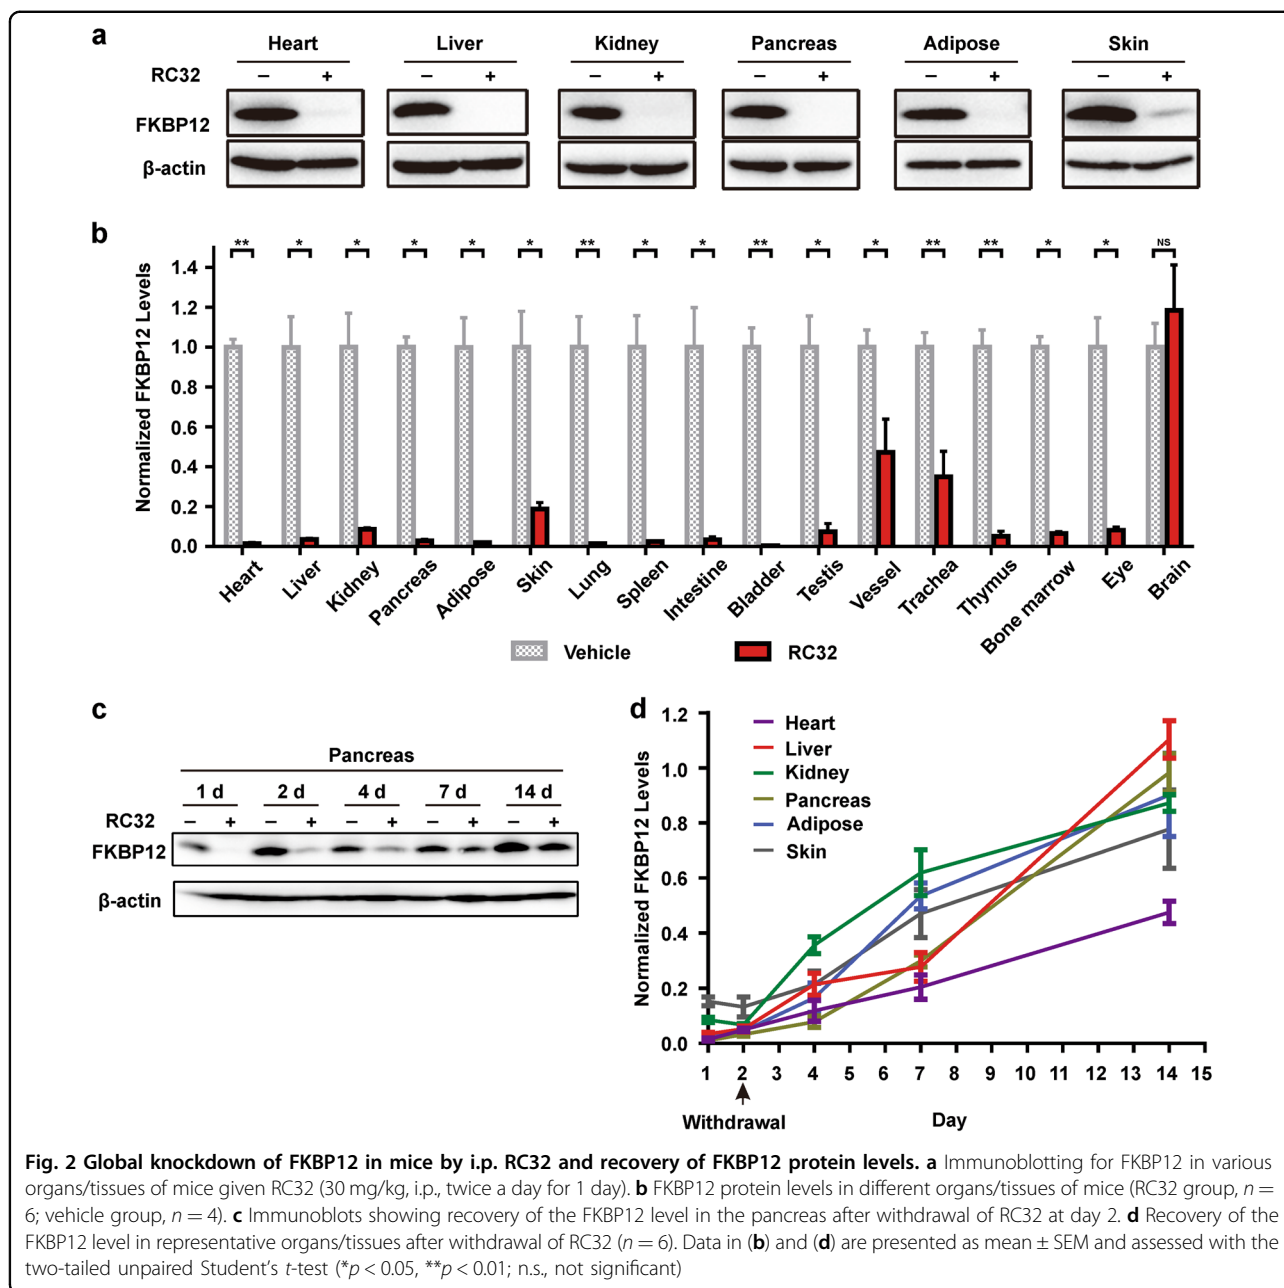 a
Heart Liver Kidney Pancreas Adipose Skin
RC32 – + – + – + – + – + – +
FKBP12
β-actin
b
** * * * * * ** * * ** * * ** ** * * NS
Normalized FKBP12 Levels
1.4
1.2
1.0
0.8
0.6
0.4
0.2
0.0
Heart Liver Kidney Pancreas Adipose Skin Lung Spleen Intestine Bladder Testis Vessel Trachea Thymus Bone marrow Eye Brain
Vehicle RC32
c
Pancreas
1 d 2 d 4 d 7 d 14 d
RC32 – + – + – + – + – +
FKBP12
β-actin
d
Normalized FKBP12 Levels
1.2
1.0
0.8
0.6
0.4
0.2
0.0
Heart
Liver
Kidney
Pancreas
Adipose
Skin
1 2 3 4 5 6 7 8 9 10 11 12 13 14 15
Withdrawal Day
Fig. 2 Global knockdown of FKBP12 in mice by i.p. RC32 and recovery of FKBP12 protein levels. a Immunoblotting for FKBP12 in various
organs/tissues of mice given RC32 (30 mg/kg, i.p., twice a day for 1 day). b FKBP12 protein levels in different organs/tissues of mice (RC32 group, n =
6; vehicle group, n = 4). c Immunoblots showing recovery of the FKBP12 level in the pancreas after withdrawal of RC32 at day 2. d Recovery of the
FKBP12 level in representative organs/tissues after withdrawal of RC32 (n = 6). Data in (b) and (d) are presented as mean ± SEM and assessed with the
two-tailed unpaired Student's t-test (*p < 0.05, **p < 0.01; n.s., not significant)